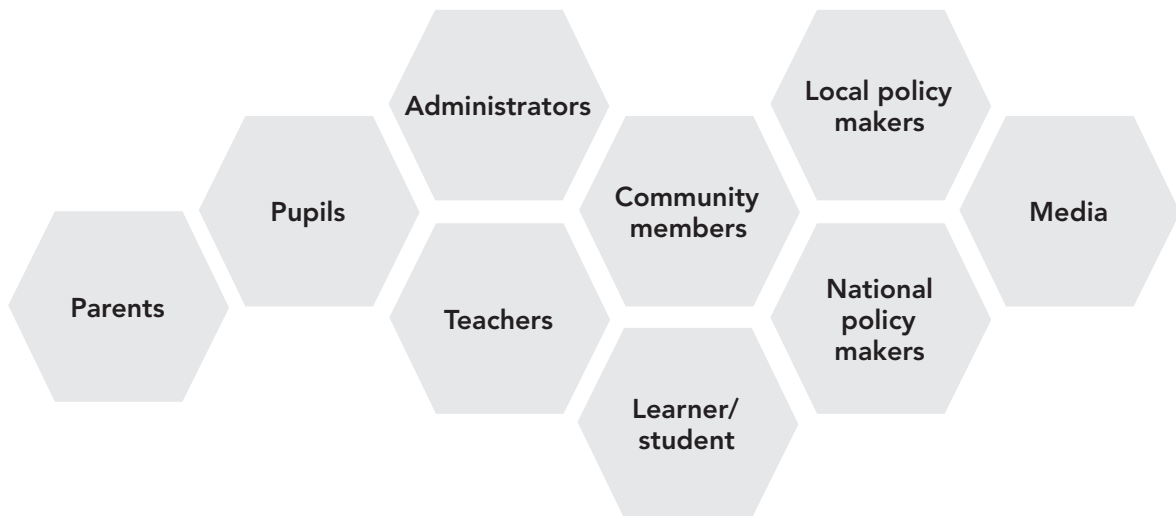 Administrators
Local policy
makers
Pupils
Community
members
Media
Parents
Teachers
National
policy
makers
Learner/
student